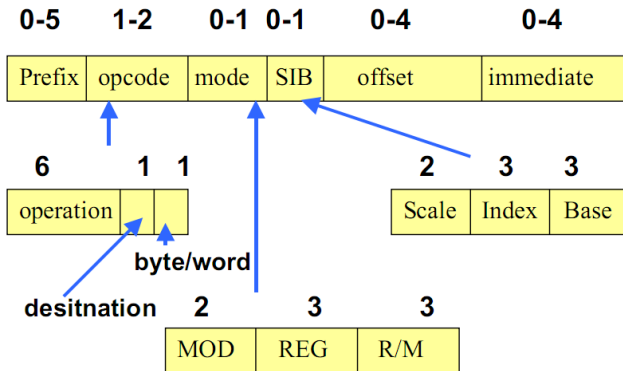 0-5 1-2 0-1 0-1 0-4 0-4
Prefix opcode mode SIB offset immediate
6 1 1 2 3 3
operation Scale Index Base
byte/word
desitnation 2 3 3
MOD REG R/M